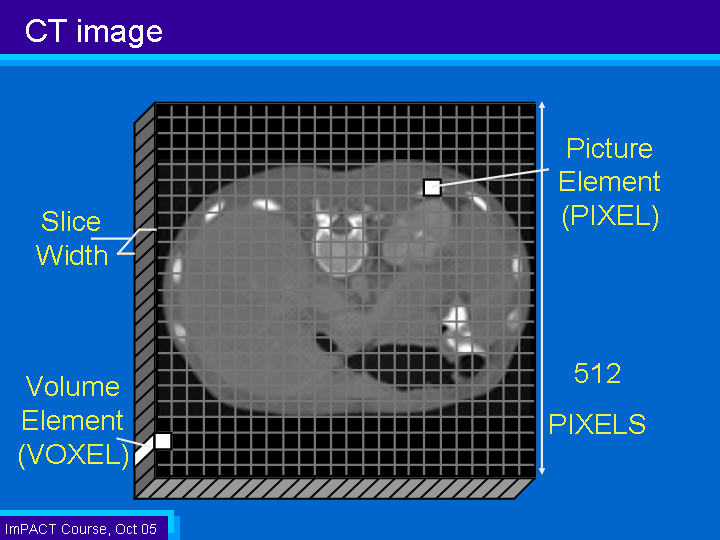 CT image
Picture
Element
(PIXEL)
Slice
Width
512
PIXELS
Volume
Element
(VOXEL)
ImPACT Course, Oct 05